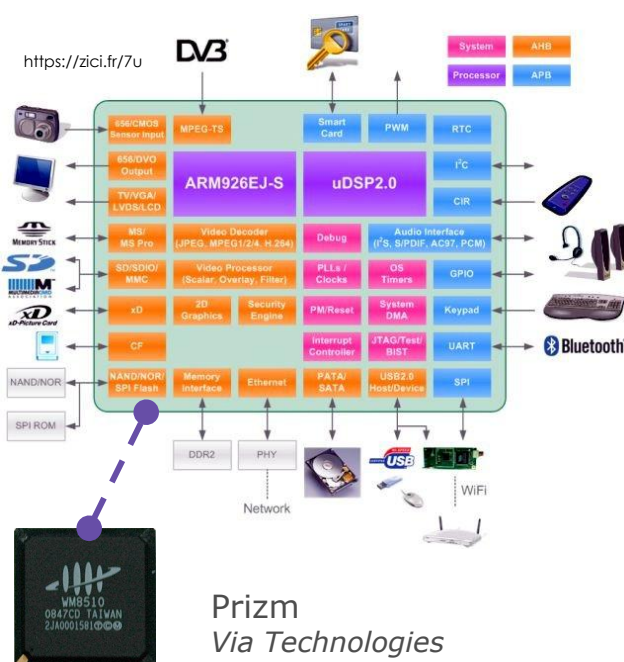 https://zici.fr/7u
DVB
System
AHB
Processor
APB
656/CMOS
Sensor Input
MPEG-TS
Smart
Card
PWM
RTC
656/DVO
Output
ARM926EJ-S
uDSP2.0
I²C
TV/VGA/
LVDS/LCD
CIR
MEMORY STICK
MS/
MS Pro
Video Decoder
(JPEG, MPEG1/2/4, H.264)
Debug
Audio Interface
(I²S, S/PDIF, AC97, PCM)
SD
MULTIMEDIACARD
ASSOCIATION
SD/SDIO/
MMC
Video Processor
(Scalar, Overlay, Filter)
PLLs /
Clocks
OS
Timers
GPIO
xD
xD-Picture Card
xD
2D
Graphics
Security
Engine
PM/Reset
System
DMA
Keypad
CF
Interrupt
Controller
JTAG/Test/
BIST
UART
Bluetooth
NAND/NOR
NAND/NOR/
SPI Flash
Memory
Interface
Ethernet
PATA/
SATA
USB2.0
Host/Device
SPI
SPI ROM
DDR2
PHY
USB
Network
WiFi
WM8510
0847CD TAIWAN
2JA0001581
Prizm
Via Technologies